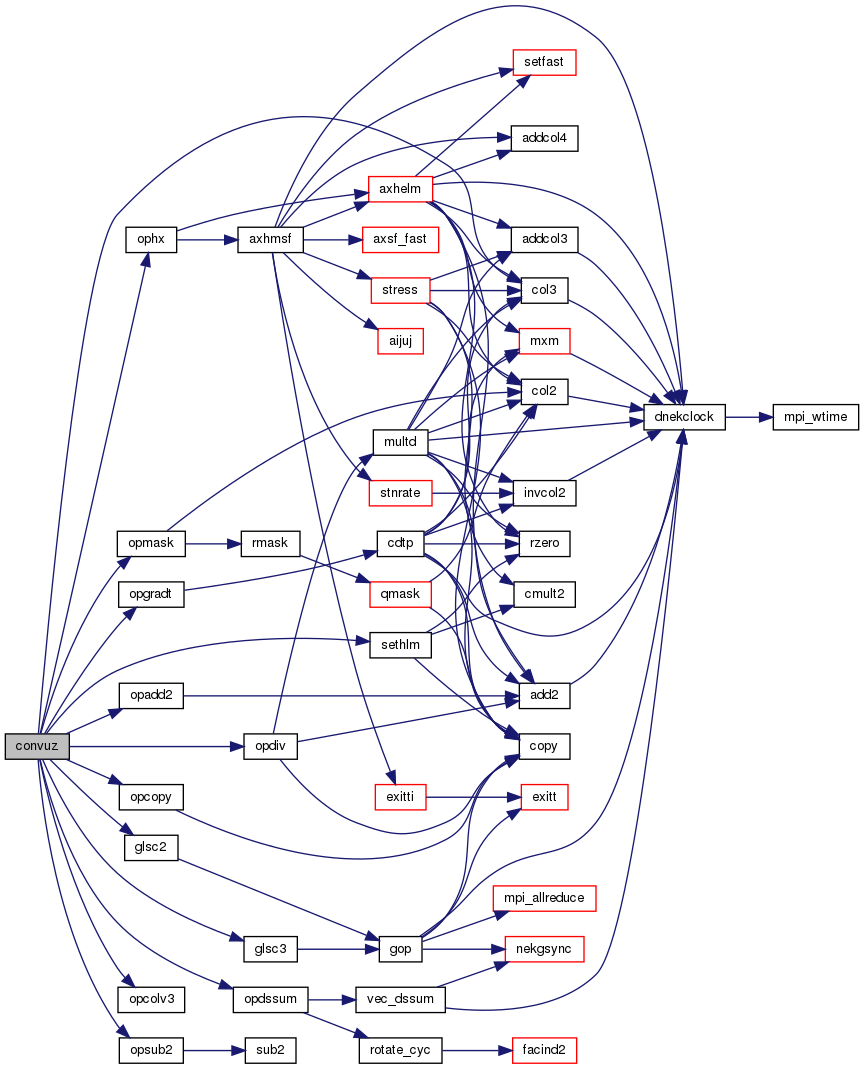 setfast
addcol4
axhelm
ophx
axhmsf
axsf_fast
addcol3
stress
col3
aijuj
mxm
col2
dnekclock
mpi_wtime
multd
stnrate
invcol2
opmask
rmask
cdtp
rzero
opgradt
qmask
cmult2
sethlm
opadd2
add2
convuz
opdiv
copy
opcopy
exitti
exitt
glsc2
mpi_allreduce
glsc3
gop
nekgsync
opcolv3
opdssum
vec_dssum
opsub2
sub2
rotate_cyc
facind2